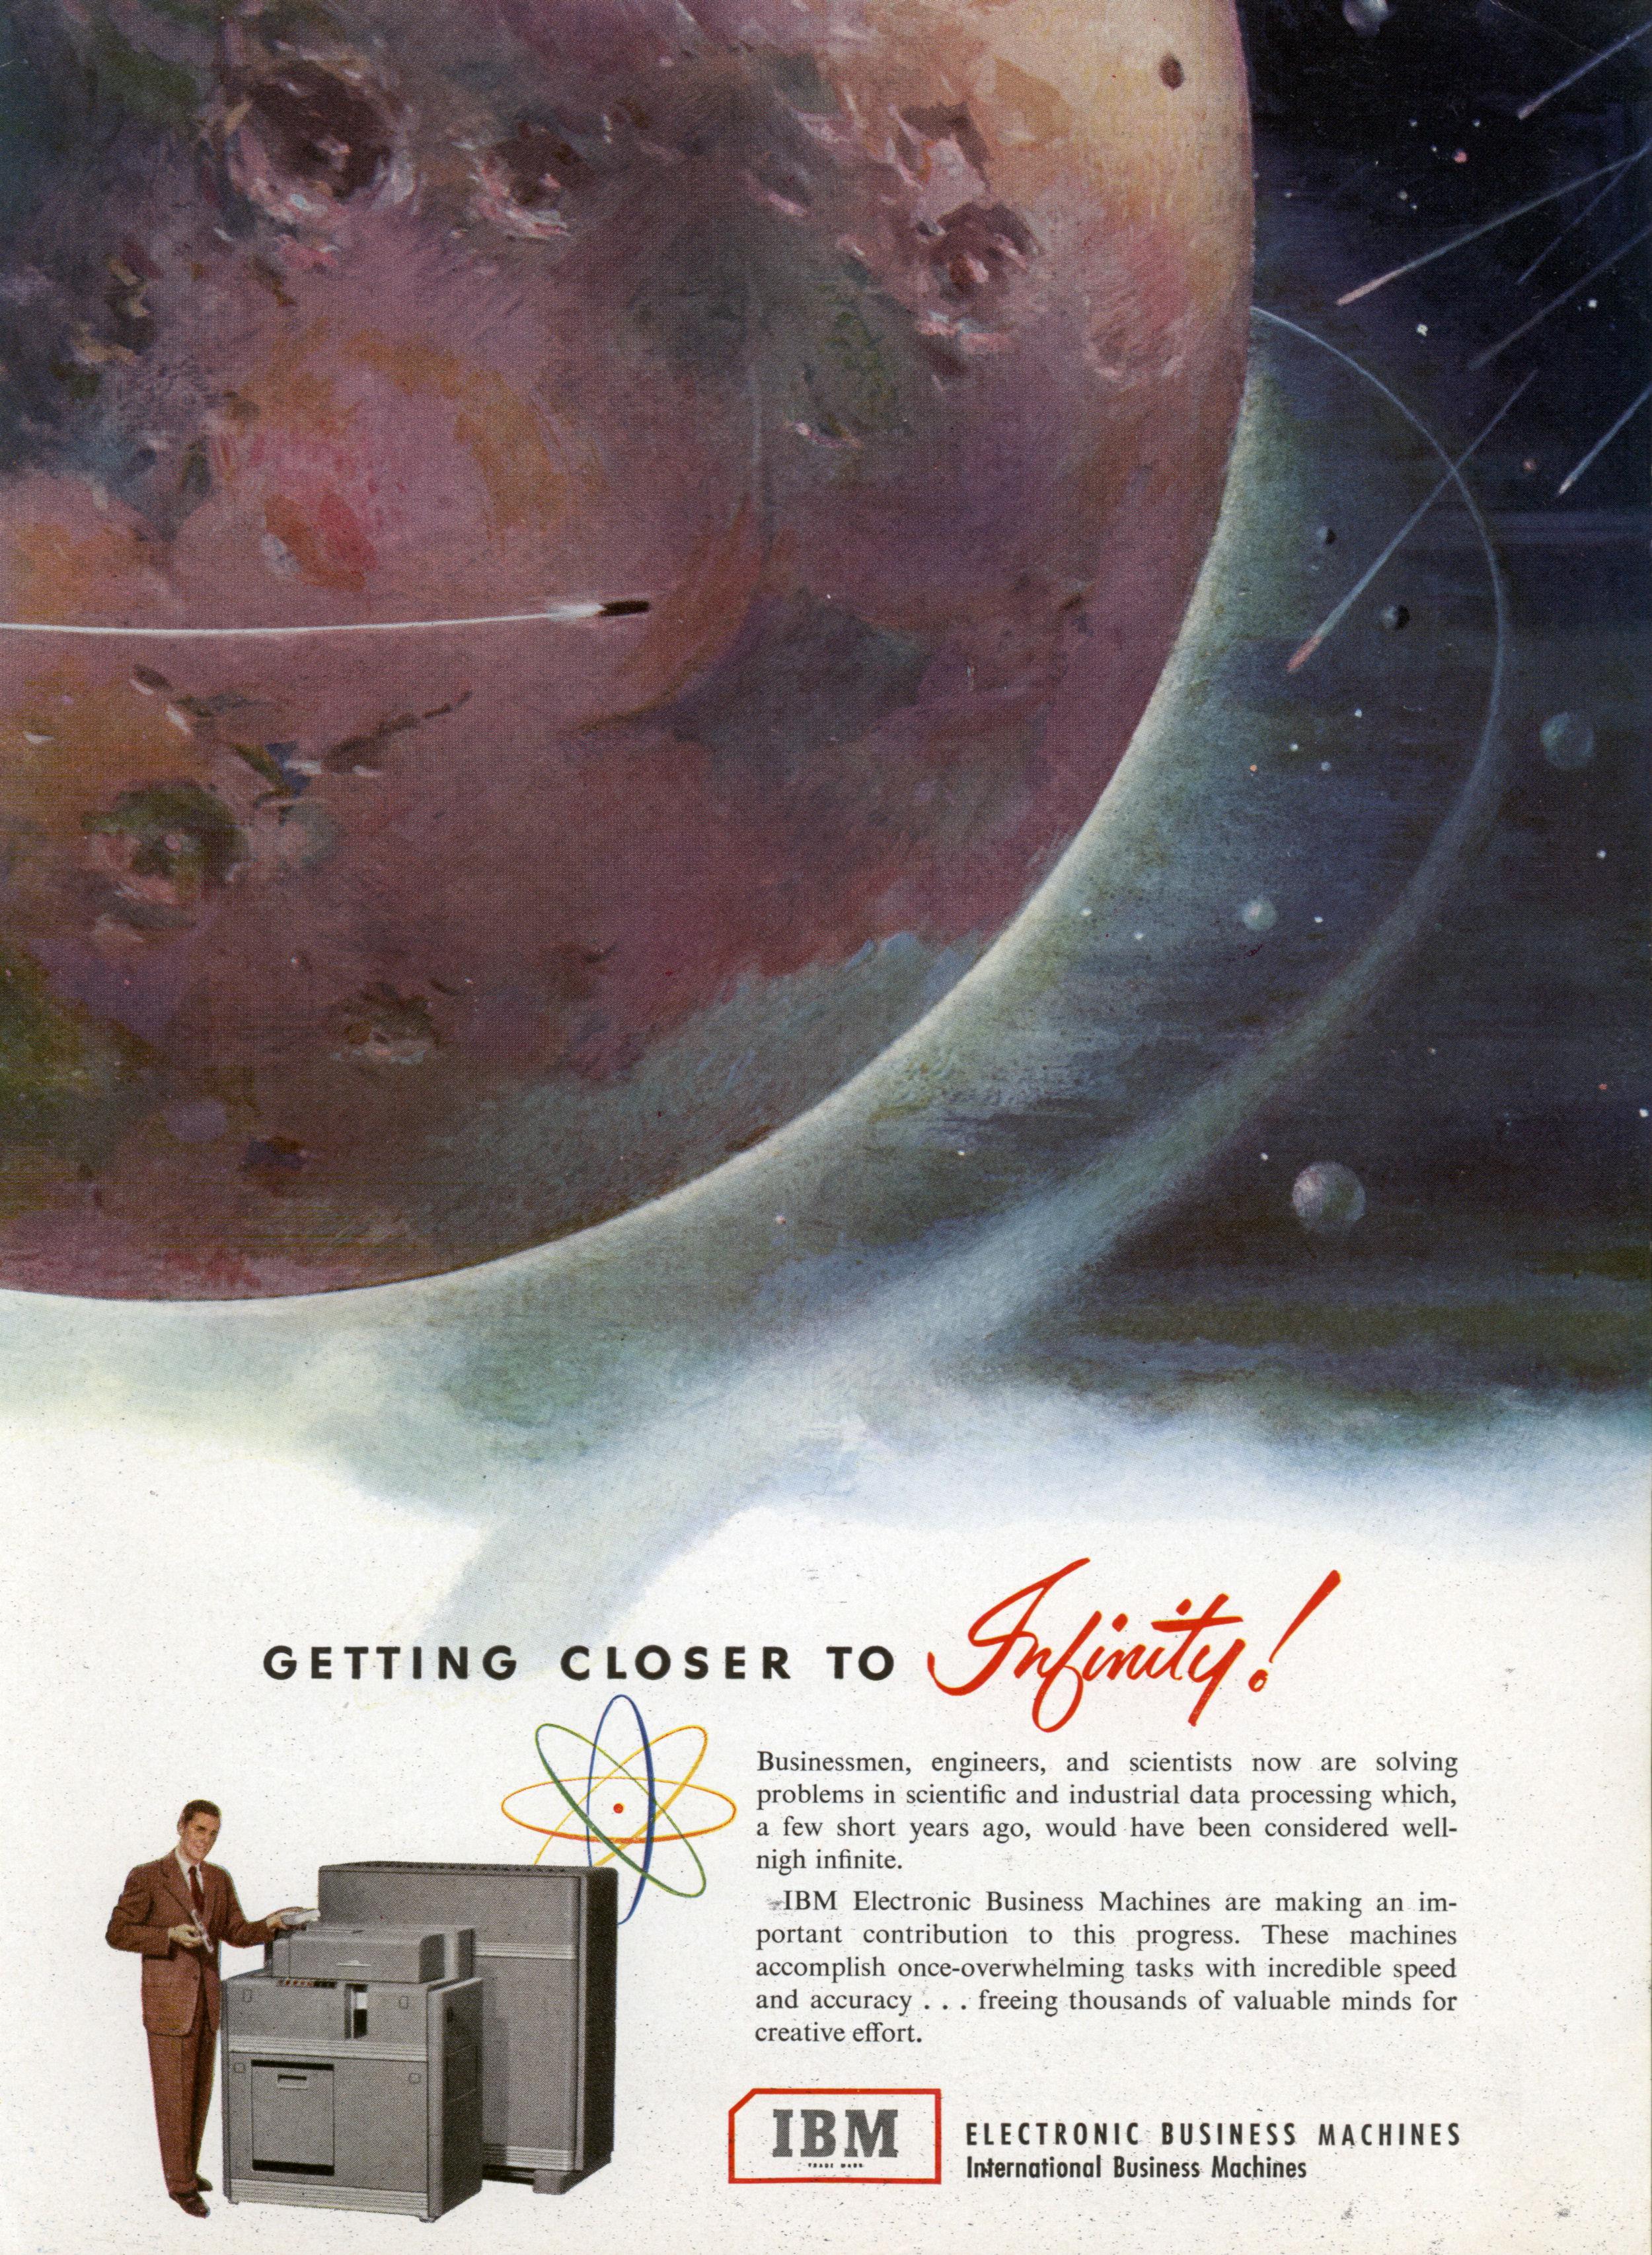 GETTING CLOSER TO Infinity!
Businessmen, engineers, and scientists now are solving
problems in scientific and industrial data processing which,
a few short years ago, would have been considered well-
nigh infinite.
IBM Electronic Business Machines are making an im-
portant contribution to this progress. These machines
accomplish once-overwhelming tasks with incredible speed
and accuracy . . . freeing thousands of valuable minds for
creative effort.
IBM
TRADE MARK
ELECTRONIC BUSINESS MACHINES
International Business Machines